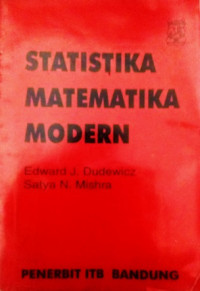 STATISTIKA
MATEMATIKA
MODERN
Edward J. Dudewicz
Satya N. Mishra
PENERBIT ITB BANDUNG